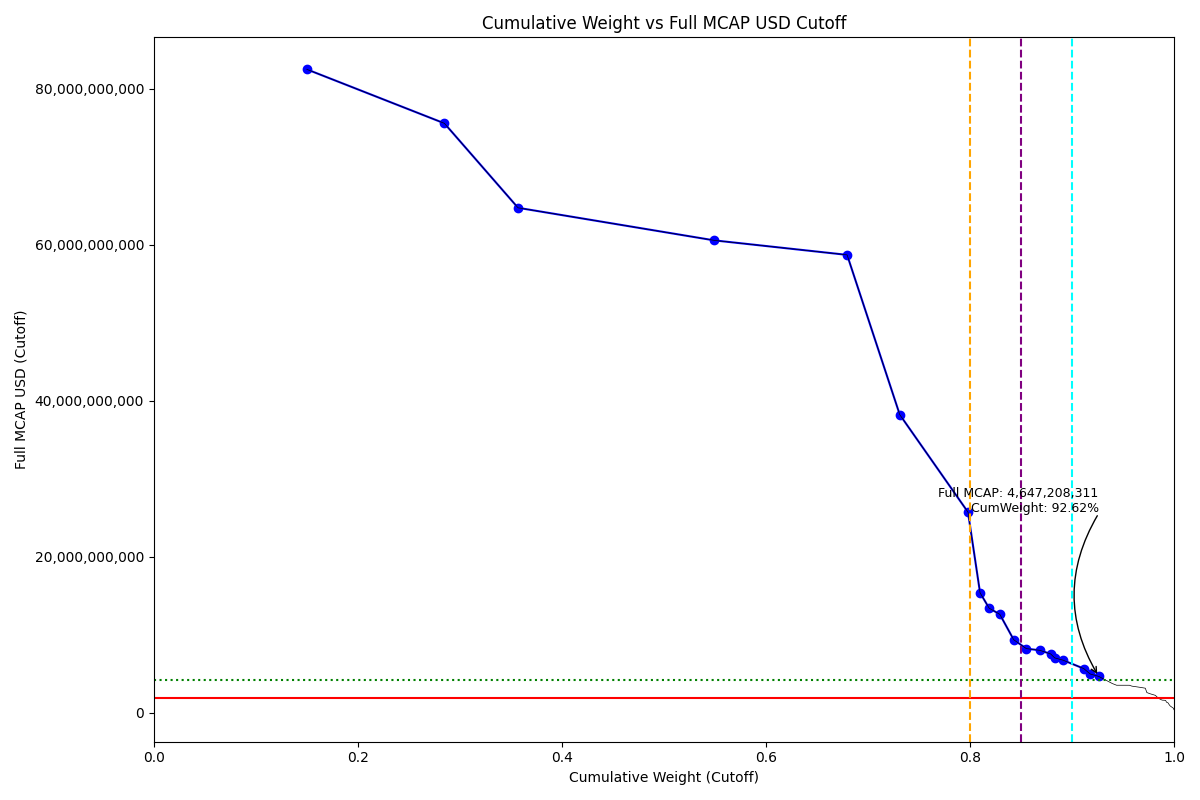 Cumulative Weight vs Full MCAP USD Cutoff
Full MCAP USD (Cutoff)
80,000,000,000
60,000,000,000
40,000,000,000
20,000,000,000
0
Full MCAP: 4,647,208,311
CumWeight: 92.62%
0.0 0.2 0.4 0.6 0.8 1.0
Cumulative Weight (Cutoff)